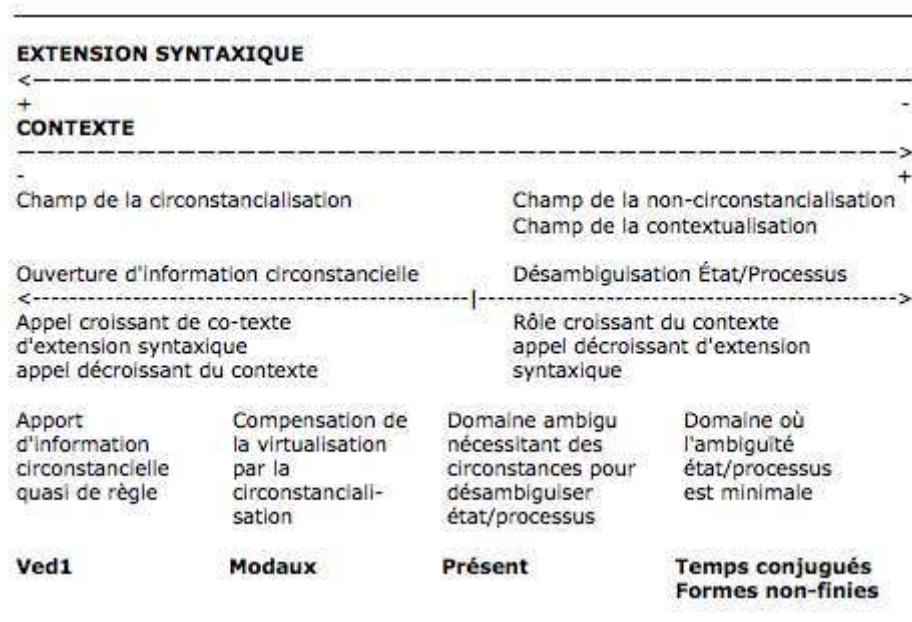 EXTENSION SYNTAXIQUE
<————————————————————————————————————
+ -
CONTEXTE
————————————————————————————————————>
- +
Champ de la circonstancialisation Champ de la non-circonstancialisation
Champ de la contextualisation
Ouverture d'information circonstancielle Désambiguisation État/Processus
<-----------------------------------------------|---------------------------------------------->
Appel croissant de co-texte Rôle croissant du contexte
d'extension syntaxique appel décroissant d'extension
appel décroissant du contexte syntaxique
Apport Compensation de Domaine ambigu Domaine où
d'information la virtualisation nécessitant des l'ambiguïté
circonstancielle par la circonstances pour état/processus
quasi de règle circonstanciali- désambiguiser est minimale
sation état/processus
Ved1 Modaux Présent Temps conjugués
Formes non-finies